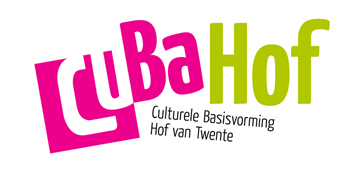 CuBaHof
Culturele Basisvorming
Hof van Twente